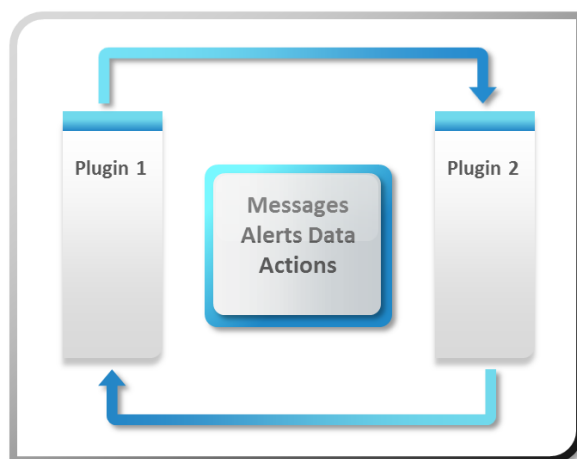 Plugin 1
Plugin 2
Messages
Alerts Data
Actions